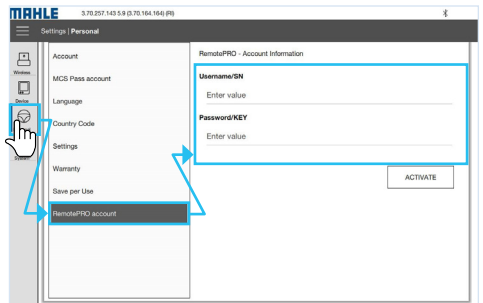 MAHLE 3.70.257.143 5.9 (3.70.164.164) (RI)
Settings | Personal
Account
MCS Pass account
Language
Country Code
Settings
Warranty
Save per Use
RemotePRO account
RemotePRO - Account Information
Username/SN
Enter value
Password/KEY
Enter value
ACTIVATE
Wireless
Device
System